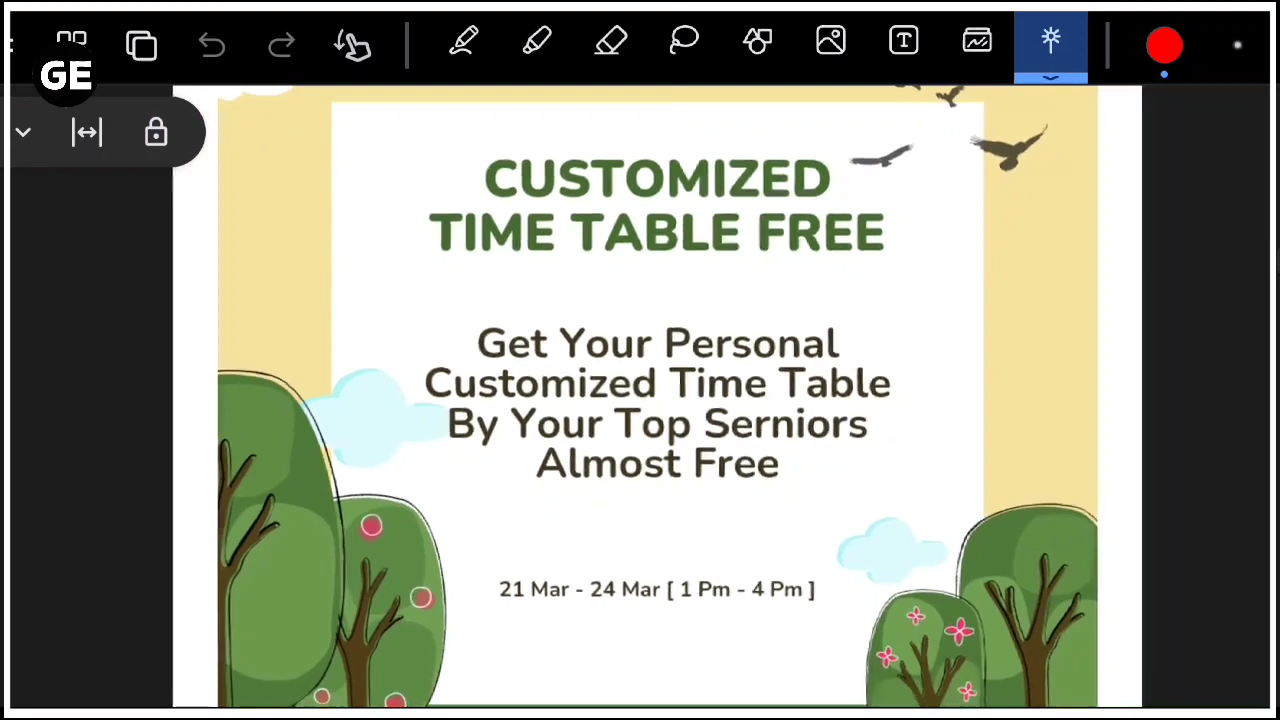 GE
CUSTOMIZED
TIME TABLE FREE
Get Your Personal
Customized Time Table
By Your Top Serniors
Almost Free
21 Mar - 24 Mar [ 1 Pm - 4 Pm ]